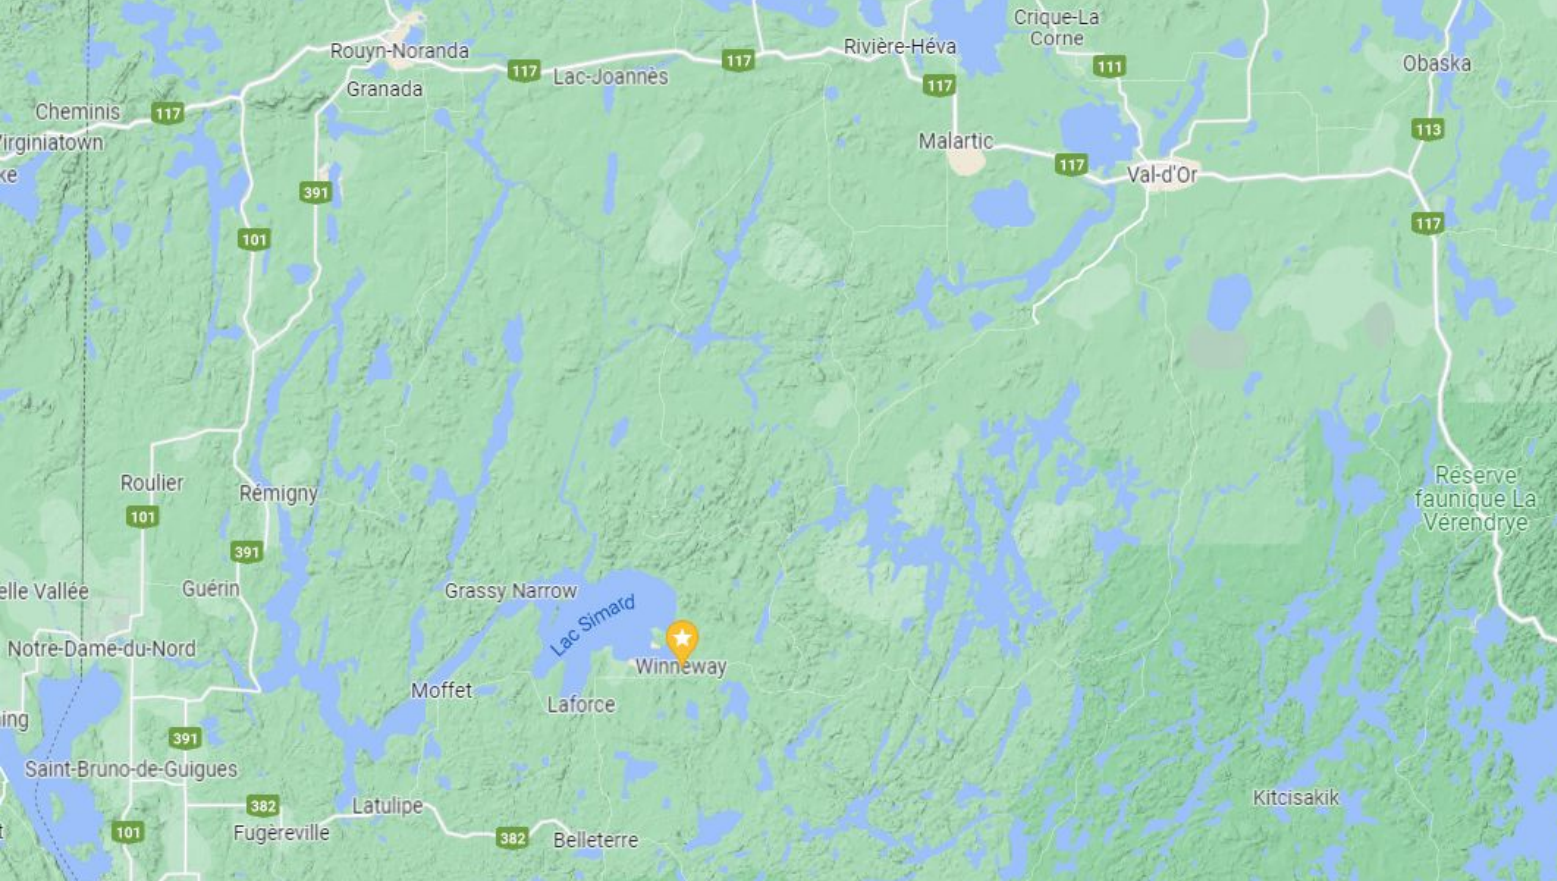 Crique-La
Corne
Rouyn-Noranda
Rivière-Héva
Obaska
117
117
111
Lac-Joannès
117
Granada
Cheminis
117
113
Virginiatown
Malartic
117
Val-d'Or
391
117
101
Réserve
faunique La
Vérendrye
Roulier
Rémigny
101
391
Guérin
elle Vallée
Grassy Narrow
Lac Simard
Notre-Dame-du-Nord
Winneway
Moffet
Laforce
ing
391
Saint-Bruno-de-Guigues
Kitcisakik
382
Latulipe
101
Fugèreville
382
Belleterre